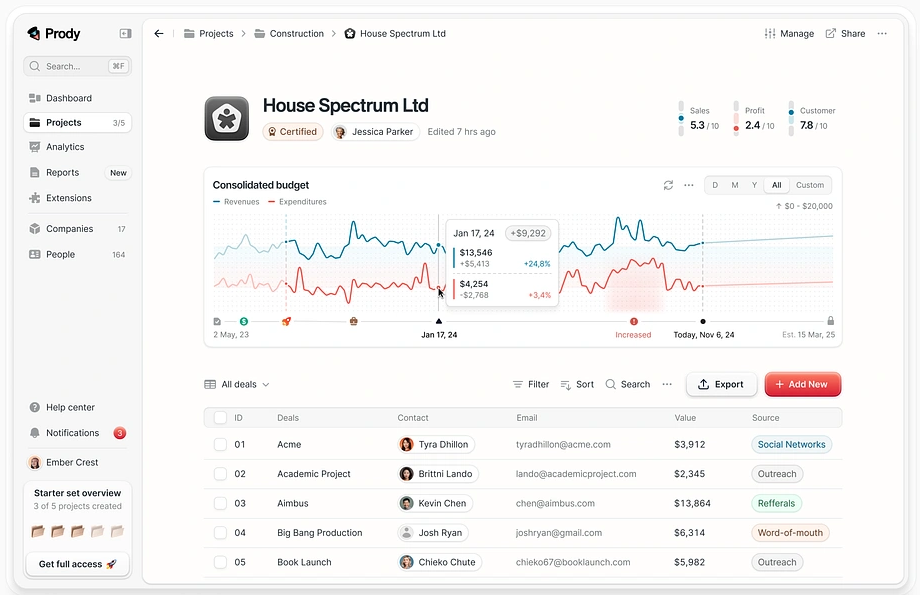 Prody
Search... ⌘F
Dashboard
Projects 3/5
Analytics
Reports New
Extensions
Companies 17
People 164
Help center
Notifications 3
Ember Crest
Starter set overview
3 of 5 projects created
Get full access 🚀
Projects > Construction > House Spectrum Ltd
Manage Share ...
House Spectrum Ltd
Certified Jessica Parker Edited 7 hrs ago
Sales
5.3 / 10
Profit
2.4 / 10
Customer
7.8 / 10
Consolidated budget
D M Y All Custom
Revenues Expenditures
↑ $0 - $20,000
Jan 17, 24 +$9,292
$13,546
+$5,413 +24,8%
$4,254
-$2,768 +3,4%
2 May, 23
Jan 17, 24
Increased
Today, Nov 6, 24
Est. 15 Mar, 25
All deals
Filter Sort Search ...
Export
+ Add New
ID Deals Contact Email Value Source
01 Acme Tyra Dhillon tyradhillon@acme.com $3,912 Social Networks
02 Academic Project Brittni Lando lando@academicproject.com $2,345 Outreach
03 Aimbus Kevin Chen chen@aimbus.com $13,864 Refferals
04 Big Bang Production Josh Ryan joshryan@gmail.com $6,314 Word-of-mouth
05 Book Launch Chieko Chute chieko67@booklaunch.com $5,982 Outreach